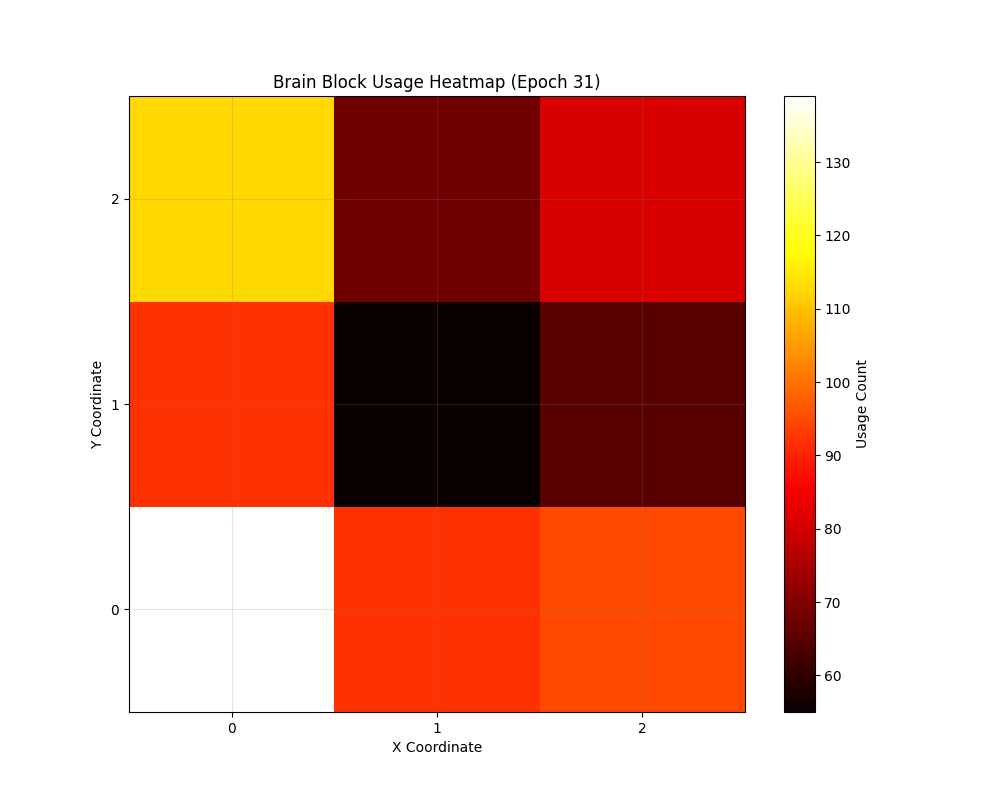 Brain Block Usage Heatmap (Epoch 31)
2
1
0
Y Coordinate
0 1 2
X Coordinate
130
120
110
100
90
80
70
60
Usage Count